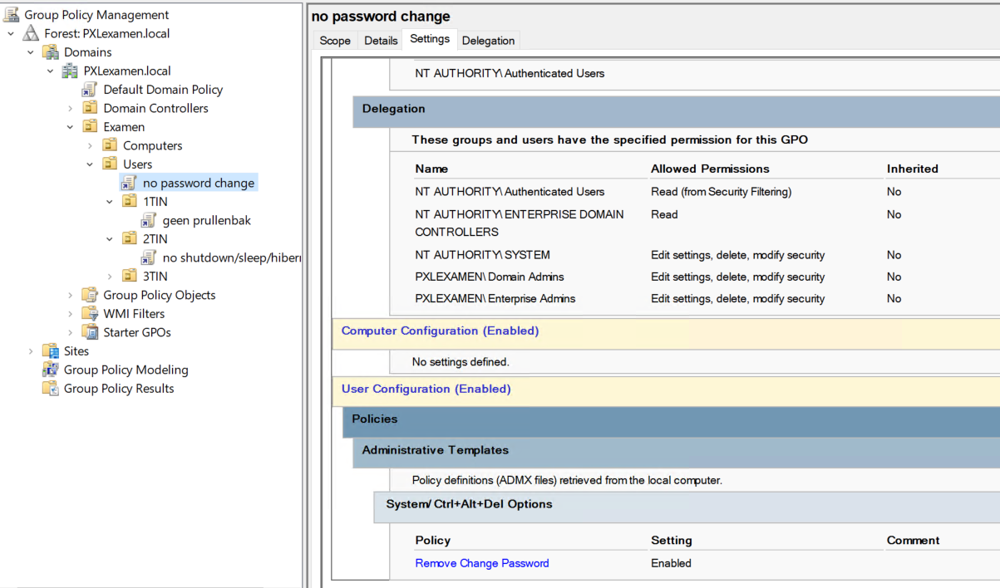 Group Policy Management
Forest: PXLexamen.local
Domains
PXLexamen.local
Default Domain Policy
Domain Controllers
Examen
Computers
Users
no password change
1TIN
geen prullenbak
2TIN
no shutdown/sleep/hiber
3TIN
Group Policy Objects
WMI Filters
Starter GPOs
Sites
Group Policy Modeling
Group Policy Results
no password change
Scope Details Settings Delegation
NT AUTHORITY\Authenticated Users
Delegation
These groups and users have the specified permission for this GPO
Name Allowed Permissions Inherited
NT AUTHORITY\Authenticated Users Read (from Security Filtering) No
NT AUTHORITY\ENTERPRISE DOMAIN Read No
CONTROLLERS
NT AUTHORITY\SYSTEM Edit settings, delete, modify security No
PXLEXAMEN\Domain Admins Edit settings, delete, modify security No
PXLEXAMEN\Enterprise Admins Edit settings, delete, modify security No
Computer Configuration (Enabled)
No settings defined.
User Configuration (Enabled)
Policies
Administrative Templates
Policy definitions (ADMX files) retrieved from the local computer.
System/Ctrl+Alt+Del Options
Policy Setting Comment
Remove Change Password Enabled